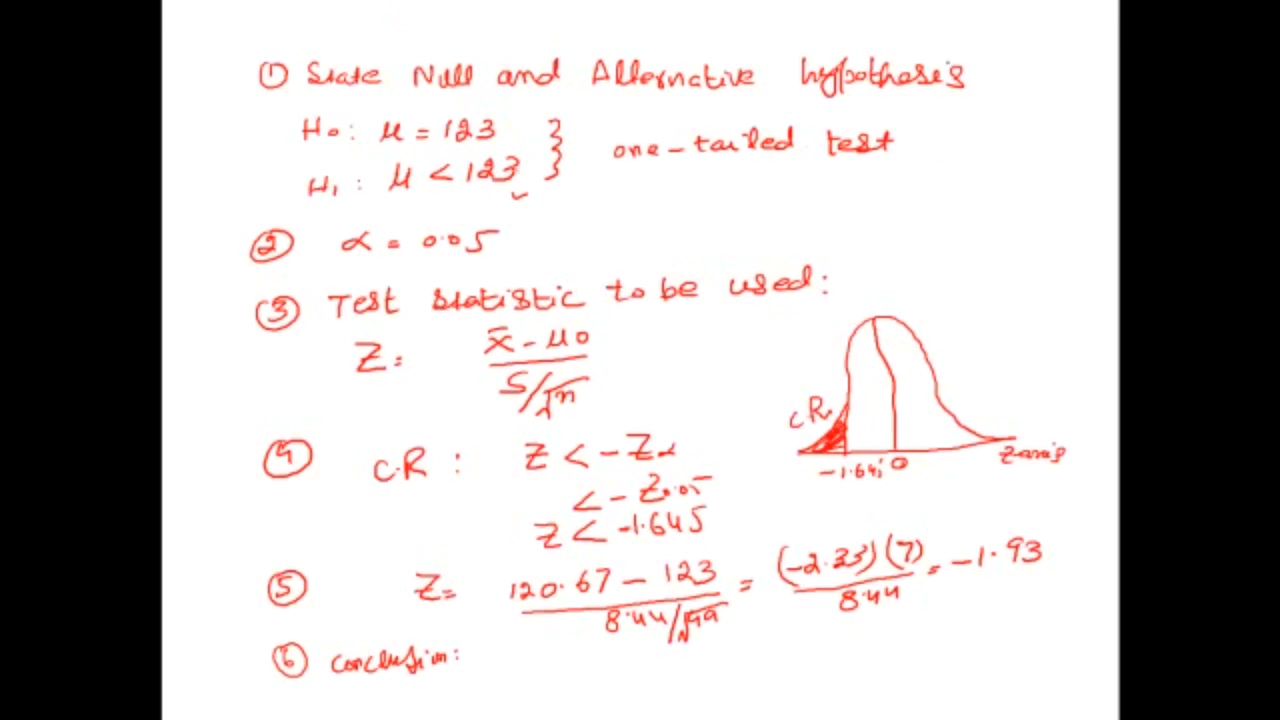 ① State Null and Alternative hypothesis
H₀: μ = 123
H₁: μ < 123
one-tailed test
② α = 0.05
③ Test statistic to be used:
Z = (x̄ - μ0) / (S/√n)
④ C.R: Z < -Zα
< -Z0.05
Z < -1.645
C.R
-1.645 0 Z-axis
⑤ Z = (120.67 - 123) / (8.44/√49) = (-2.33)(7) / 8.44 = -1.93
⑥ conclusion: